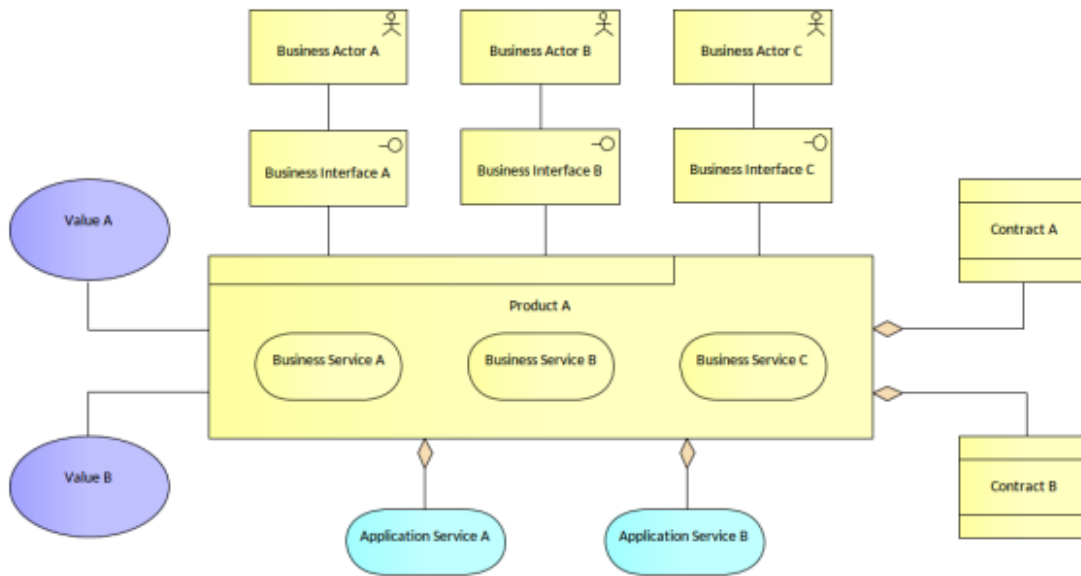 Business Actor A
Business Actor B
Business Actor C
Business Interface A
Business Interface B
Business Interface C
Value A
Contract A
Product A
Business Service A
Business Service B
Business Service C
Value B
Contract B
Application Service A
Application Service B